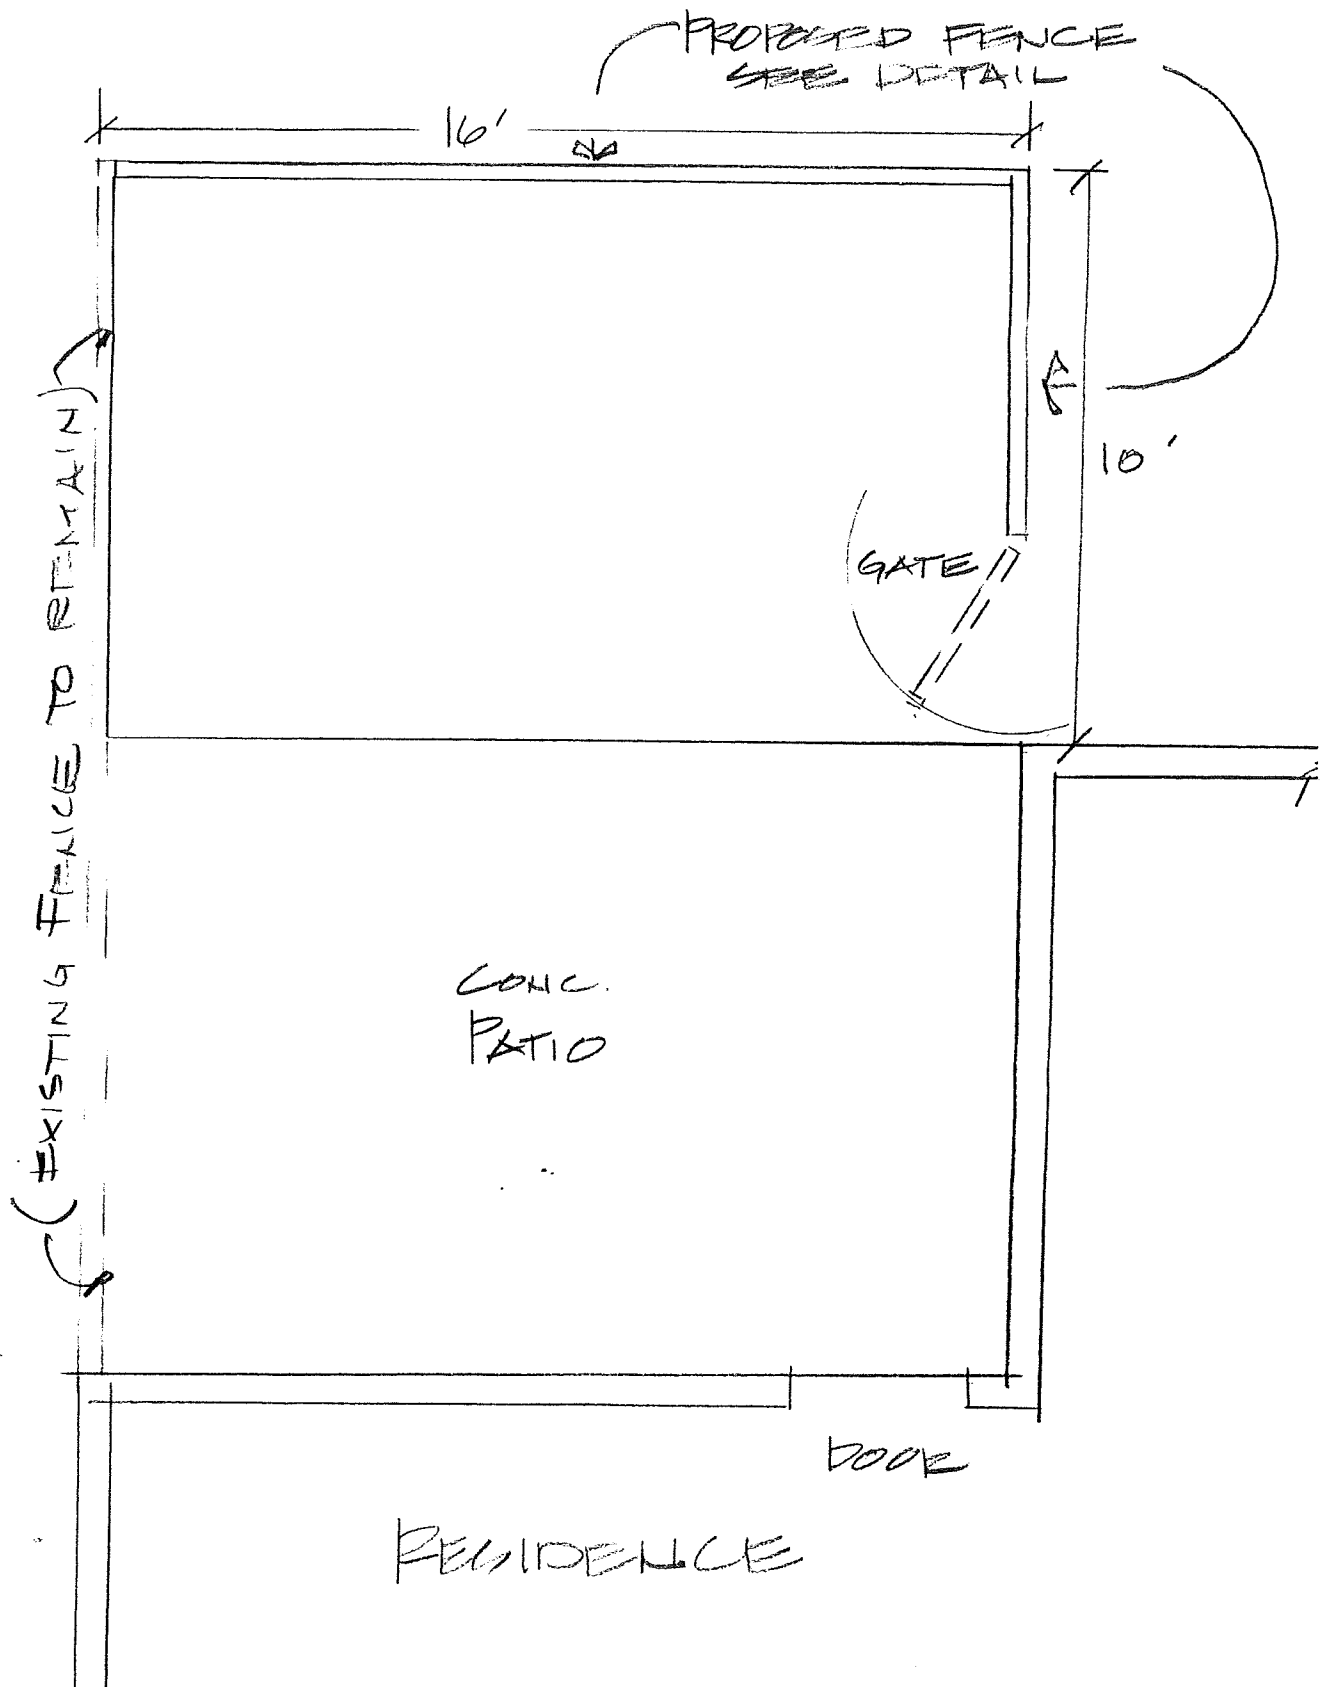 PROPOSED FENCE
SEE DETAIL
16'
10'
GATE
(EXISTING FENCE TO REMAIN)
CONC.
PATIO
DOOR
RESIDENCE